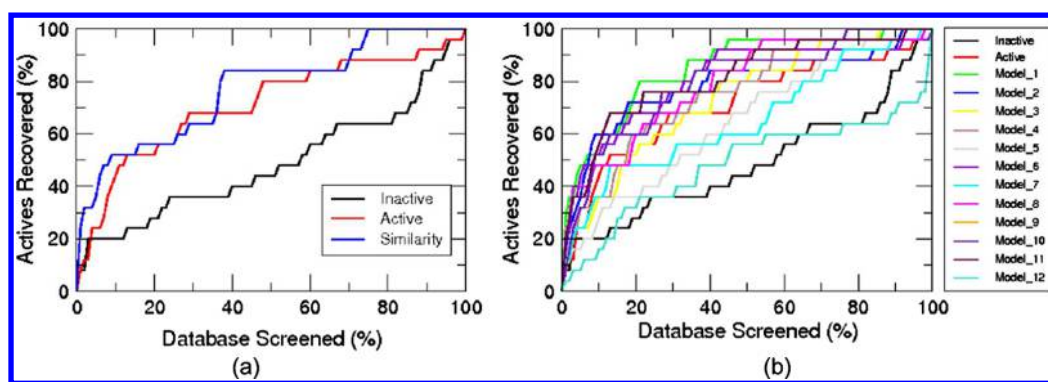 Actives Recovered (%)
100
80
60
40
20
0
0 20 40 60 80 100
Database Screened (%)
Inactive
Active
Similarity
(a)
Actives Recovered (%)
100
80
60
40
20
0
0 20 40 60 80 100
Database Screened (%)
(b)
Inactive
Active
Model_1
Model_2
Model_3
Model_4
Model_5
Model_6
Model_7
Model_8
Model_9
Model_10
Model_11
Model_12